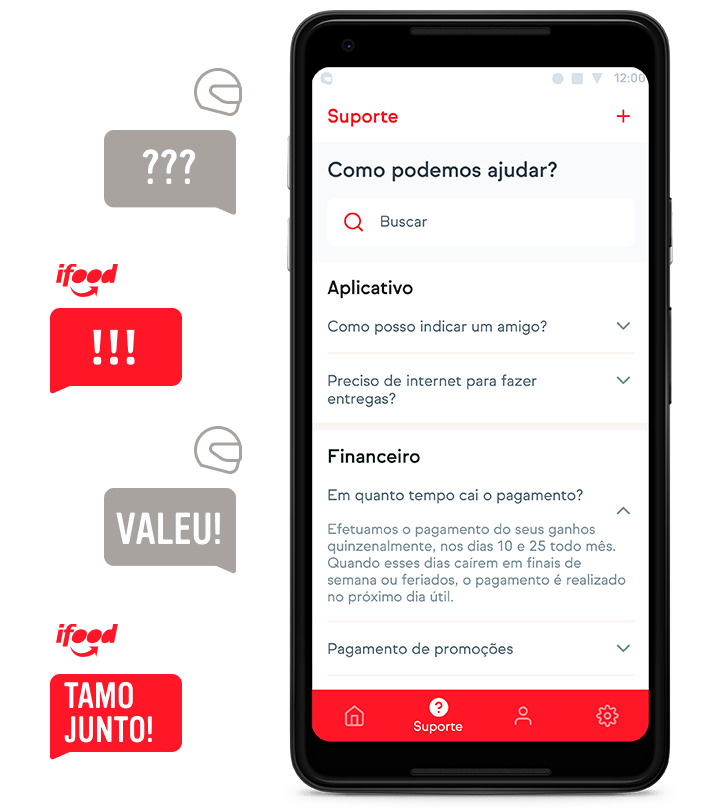 ???
ifood
!!!
VALEU!
ifood
TAMO
JUNTO!
12:00
Suporte
+
Como podemos ajudar?
Buscar
Aplicativo
Como posso indicar um amigo?
Preciso de internet para fazer
entregas?
Financeiro
Em quanto tempo cai o pagamento?
Efetuamos o pagamento do seus ganhos
quinzenalmente, nos dias 10 e 25 todo mês.
Quando esses dias caírem em finais de
semana ou feriados, o pagamento é realizado
no próximo dia útil.
Pagamento de promoções
?
Suporte